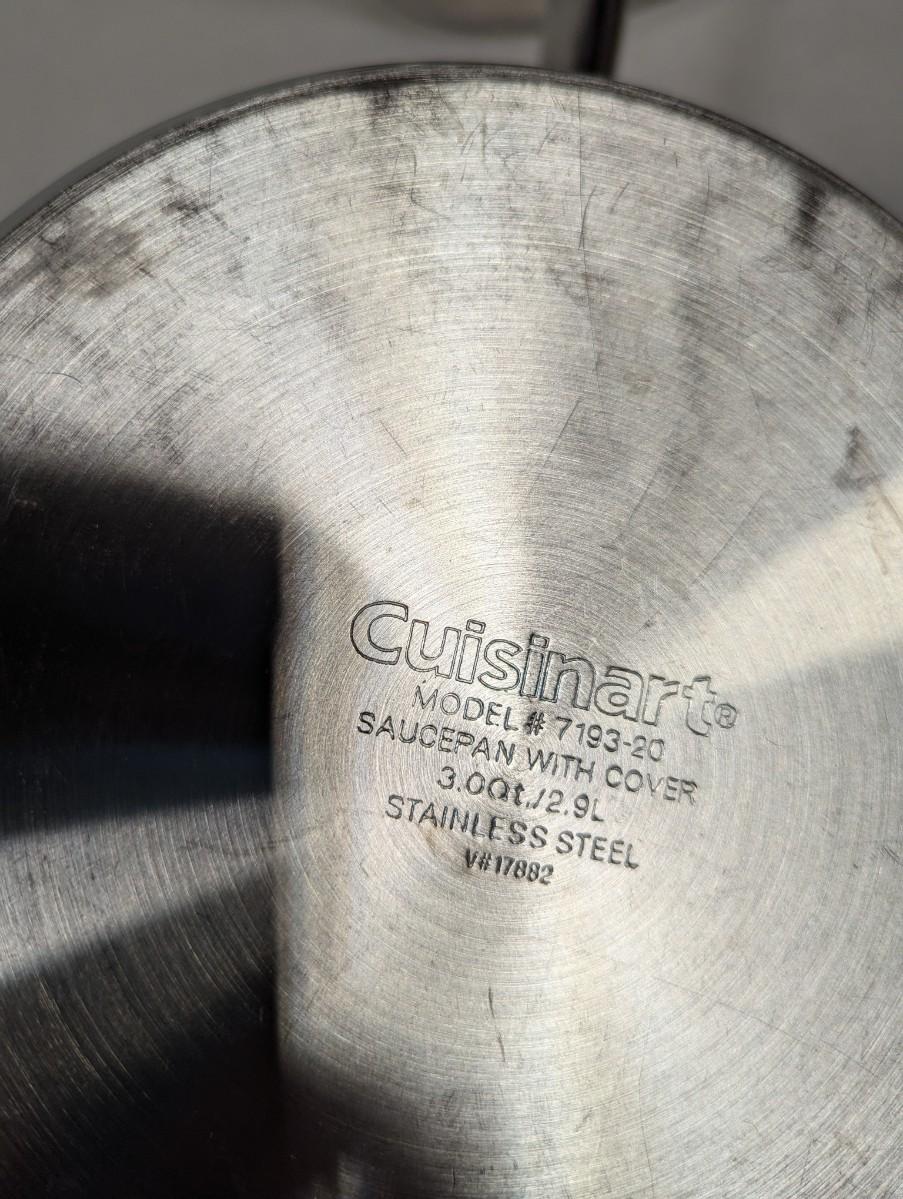 Cuisinart®
MODEL # 7193-20
SAUCEPAN WITH COVER
3.0Qt./2.9L
STAINLESS STEEL
V#17882